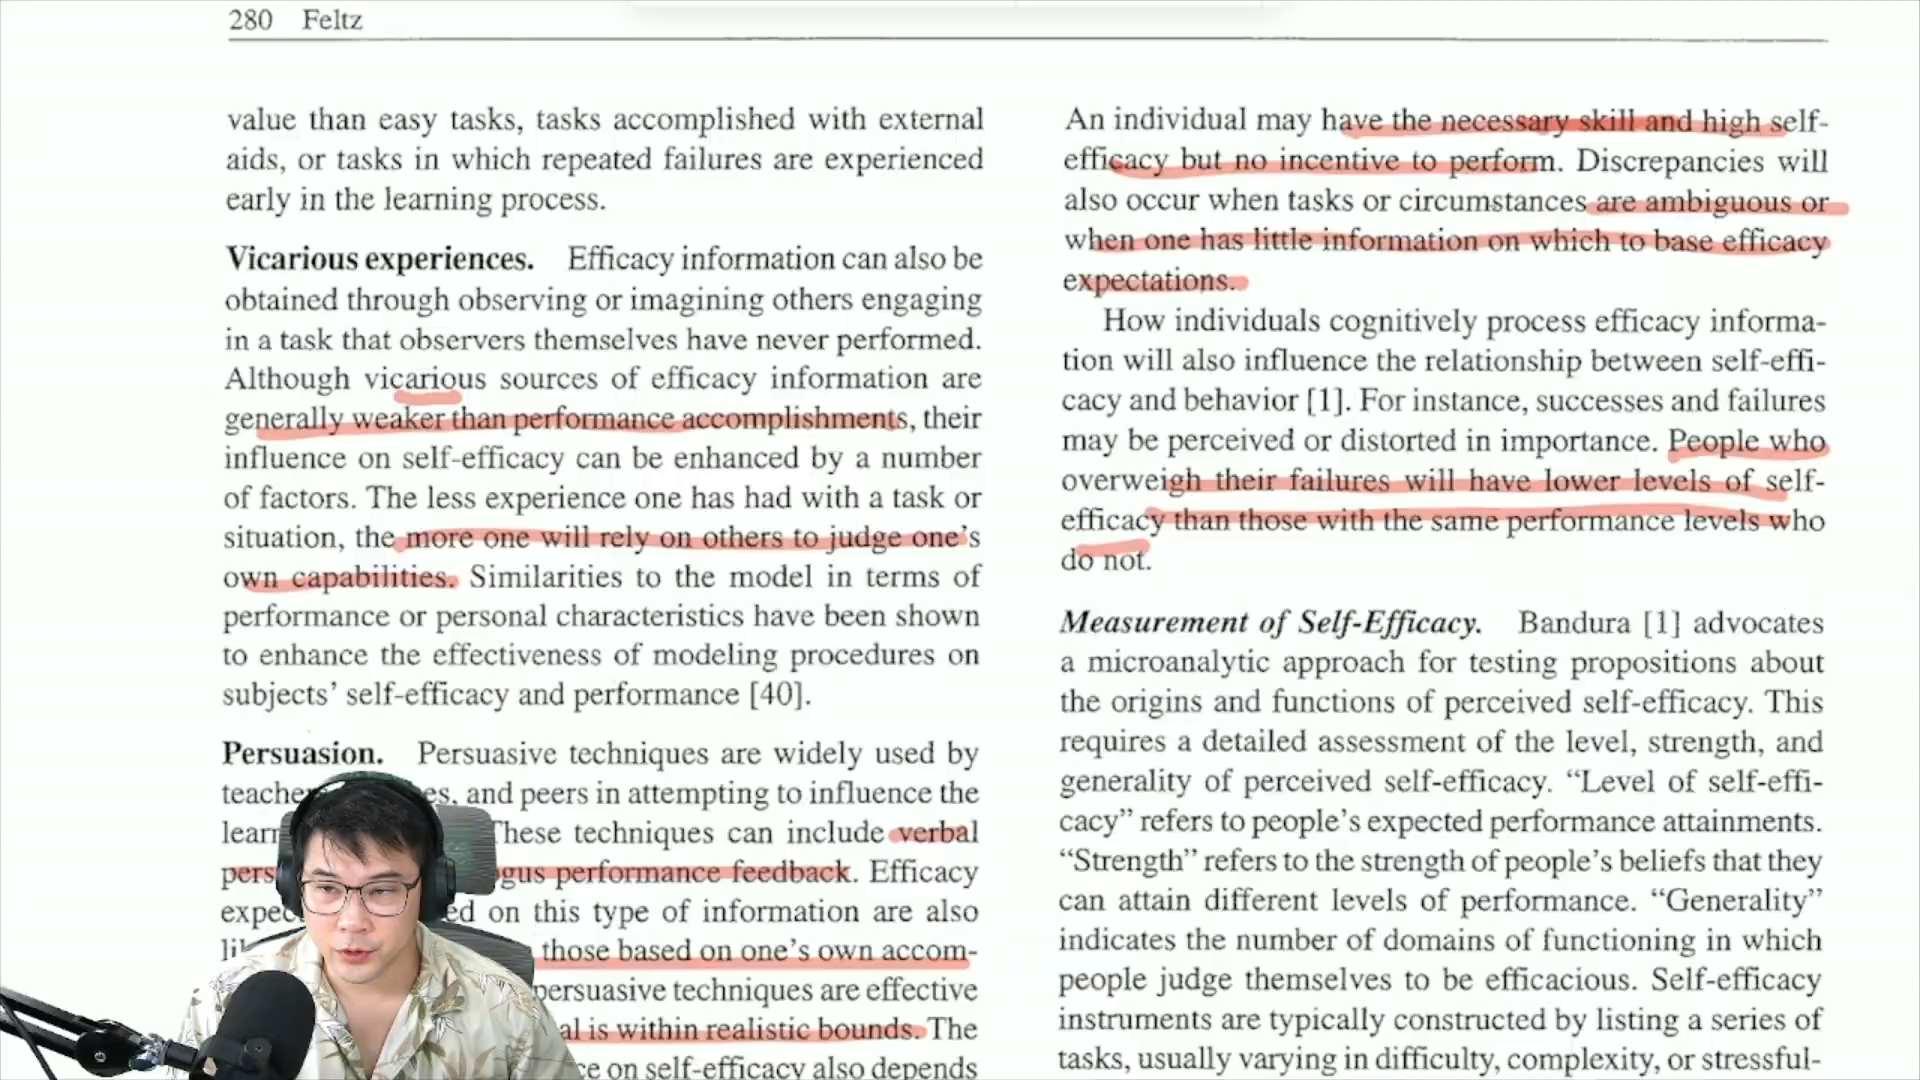 280 Feltz
value than easy tasks, tasks accomplished with external
aids, or tasks in which repeated failures are experienced
early in the learning process.
Vicarious experiences. Efficacy information can also be
obtained through observing or imagining others engaging
in a task that observers themselves have never performed.
Although vicarious sources of efficacy information are
generally weaker than performance accomplishments, their
influence on self-efficacy can be enhanced by a number
of factors. The less experience one has had with a task or
situation, the more one will rely on others to judge one's
own capabilities. Similarities to the model in terms of
performance or personal characteristics have been shown
to enhance the effectiveness of modeling procedures on
subjects' self-efficacy and performance [40].
Persuasion. Persuasive techniques are widely used by
and peers in attempting to influence the
These techniques can include verbal
performance feedback. Efficacy
on this type of information are also
those based on one's own accom-
persuasive techniques are effective
is within realistic bounds. The
on self-efficacy also depends
An individual may have the necessary skill and high self-
efficacy but no incentive to perform. Discrepancies will
also occur when tasks or circumstances are ambiguous or
when one has little information on which to base efficacy
expectations.
How individuals cognitively process efficacy informa-
tion will also influence the relationship between self-effi-
cacy and behavior [1]. For instance, successes and failures
may be perceived or distorted in importance. People who
overweigh their failures will have lower levels of self-
efficacy than those with the same performance levels who
do not.
Measurement of Self-Efficacy. Bandura [1] advocates
a microanalytic approach for testing propositions about
the origins and functions of perceived self-efficacy. This
requires a detailed assessment of the level, strength, and
generality of perceived self-efficacy. “Level of self-effi-
cacy” refers to people's expected performance attainments.
“Strength” refers to the strength of people's beliefs that they
can attain different levels of performance. “Generality”
indicates the number of domains of functioning in which
people judge themselves to be efficacious. Self-efficacy
instruments are typically constructed by listing a series of
tasks, usually varying in difficulty, complexity, or stressful-